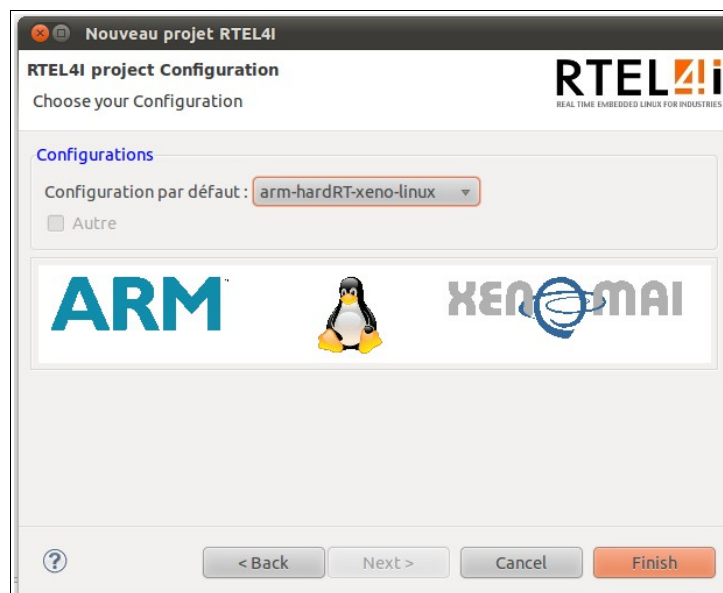 Nouveau projet RTEL4I
RTEL4I project Configuration
Choose your Configuration
RTEL4i
REAL TIME EMBEDDED LINUX FOR INDUSTRIES
Configurations
Configuration par défaut : arm-hardRT-xeno-linux
Autre
ARM™
XENOMAI
?
< Back
Next >
Cancel
Finish